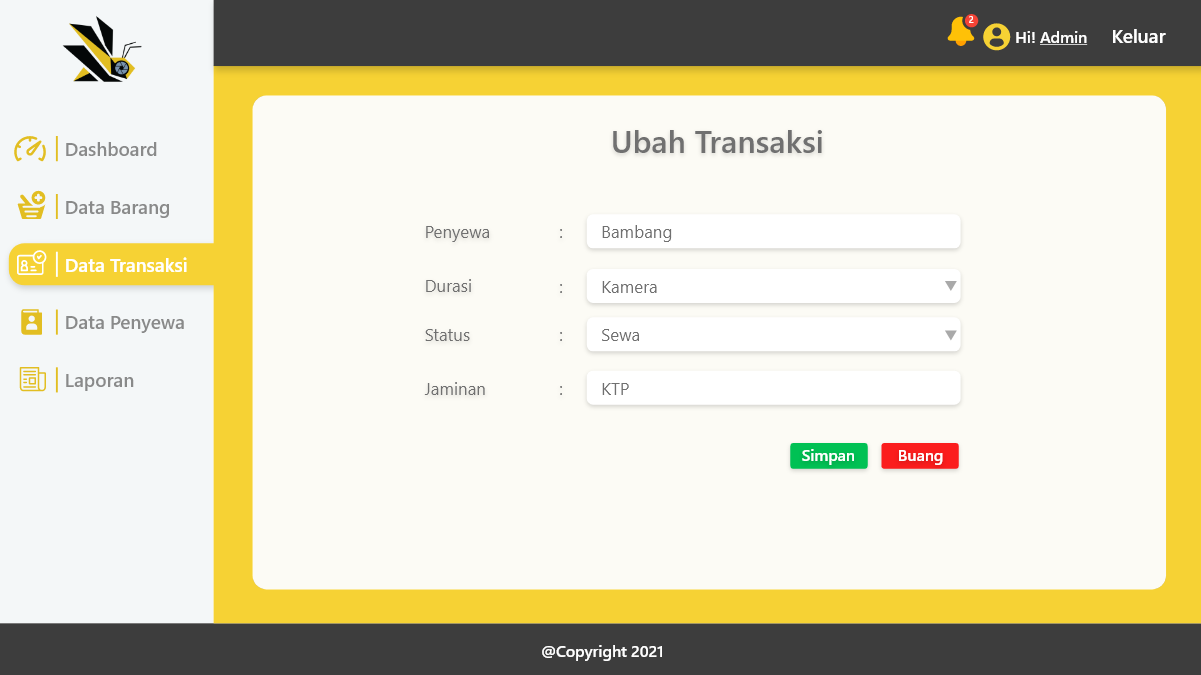 2
Hi! Admin
Keluar
Dashboard
Data Barang
Data Transaksi
Data Penyewa
Laporan
Ubah Transaksi
Penyewa : Bambang
Durasi : Kamera
Status : Sewa
Jaminan : KTP
Simpan Buang
@Copyright 2021